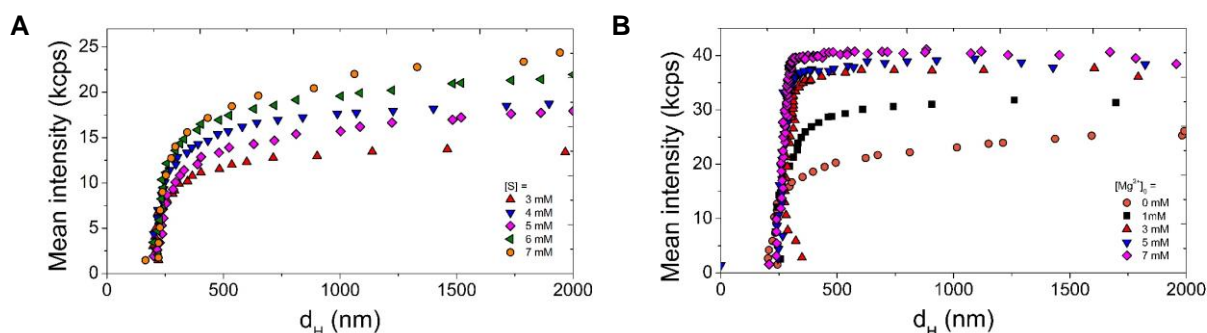 A
Mean intensity (kcps)
25
20
15
10
5
0
0
500
1000
1500
2000
d_H (nm)
[S] =
3 mM
4 mM
5 mM
6 mM
7 mM
B
Mean intensity (kcps)
40
30
20
10
0
0
500
1000
1500
2000
d_H (nm)
[Mg²⁺]₀ =
0 mM
1mM
3 mM
5 mM
7 mM